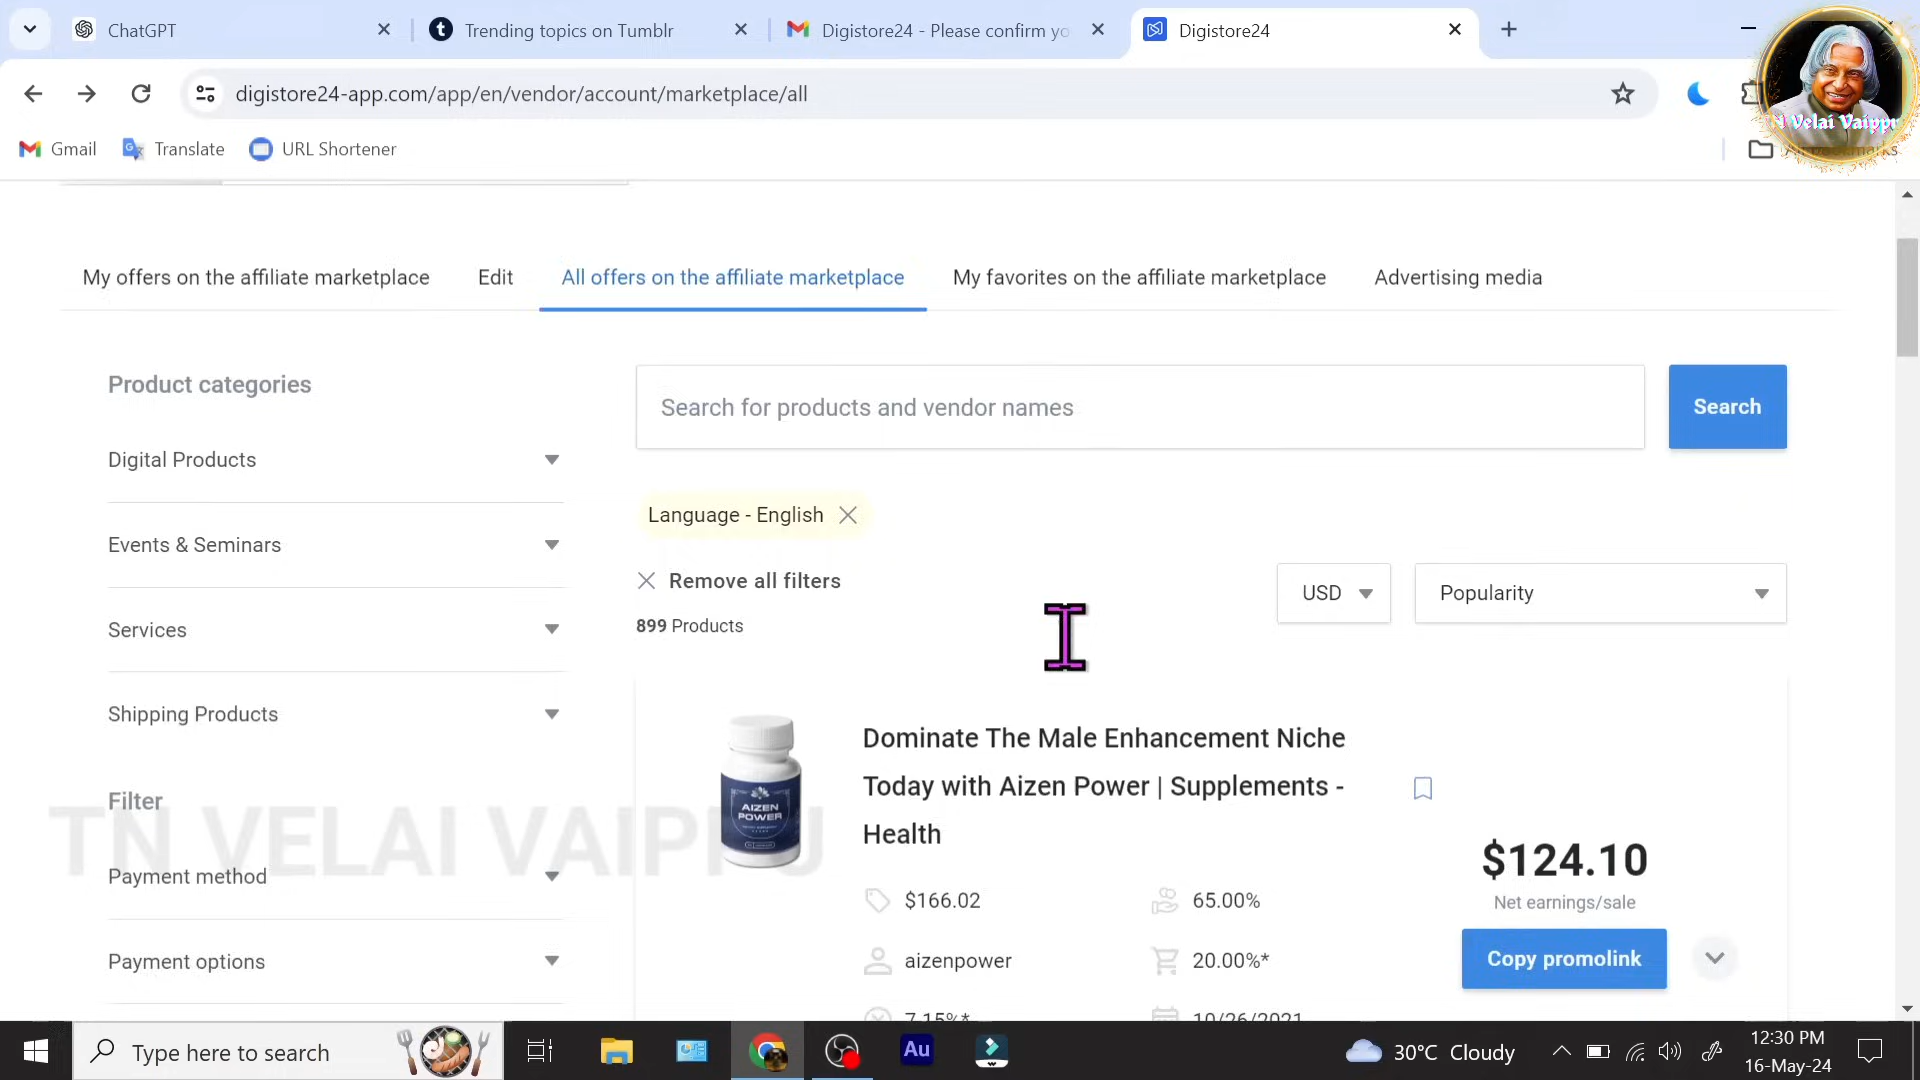 ChatGPT
Trending topics on Tumblr
Digistore24 - Please confirm yo
Digistore24
digistore24-app.com/app/en/vendor/account/marketplace/all
Velai Vaippu
Gmail
Translate
URL Shortener
My offers on the affiliate marketplace
Edit
All offers on the affiliate marketplace
My favorites on the affiliate marketplace
Advertising media
Product categories
Search for products and vendor names
Search
Digital Products
Language - English
Events & Seminars
Remove all filters
USD
Popularity
899 Products
Services
Shipping Products
Dominate The Male Enhancement Niche
Today with Aizen Power | Supplements -
Health
AIZEN
POWER
Filter
TN VELAI VAIPPU
$124.10
Net earnings/sale
Payment method
$166.02
65.00%
aizenpower
20.00%*
Copy promolink
Payment options
7.15%*
10/26/2021
Type here to search
Au
30°C Cloudy
12:30 PM
16-May-24